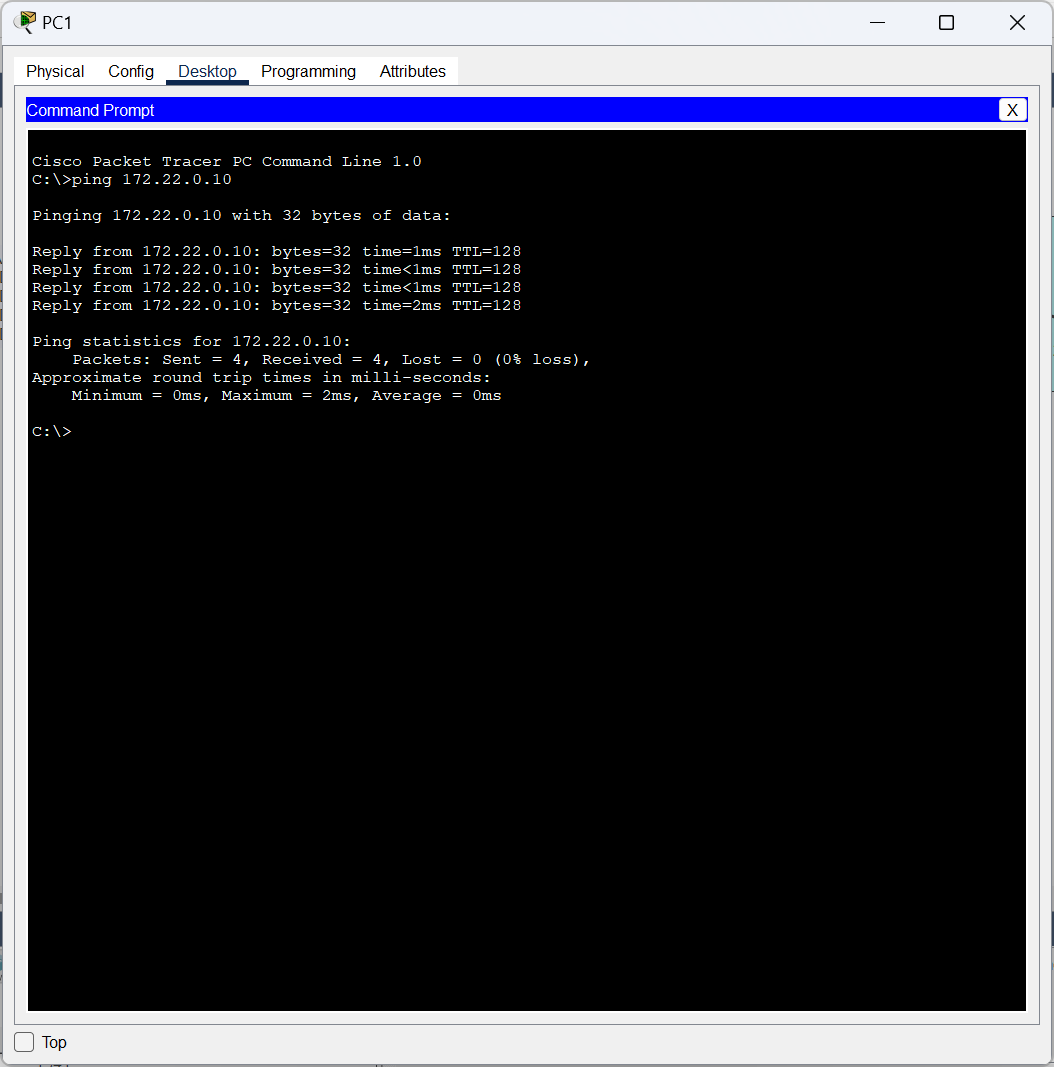 PC1
Physical Config Desktop Programming Attributes
Command Prompt
X
Cisco Packet Tracer PC Command Line 1.0
C:\>ping 172.22.0.10
Pinging 172.22.0.10 with 32 bytes of data:
Reply from 172.22.0.10: bytes=32 time=1ms TTL=128
Reply from 172.22.0.10: bytes=32 time<1ms TTL=128
Reply from 172.22.0.10: bytes=32 time<1ms TTL=128
Reply from 172.22.0.10: bytes=32 time=2ms TTL=128
Ping statistics for 172.22.0.10:
    Packets: Sent = 4, Received = 4, Lost = 0 (0% loss),
Approximate round trip times in milli-seconds:
    Minimum = 0ms, Maximum = 2ms, Average = 0ms
C:\>
Top